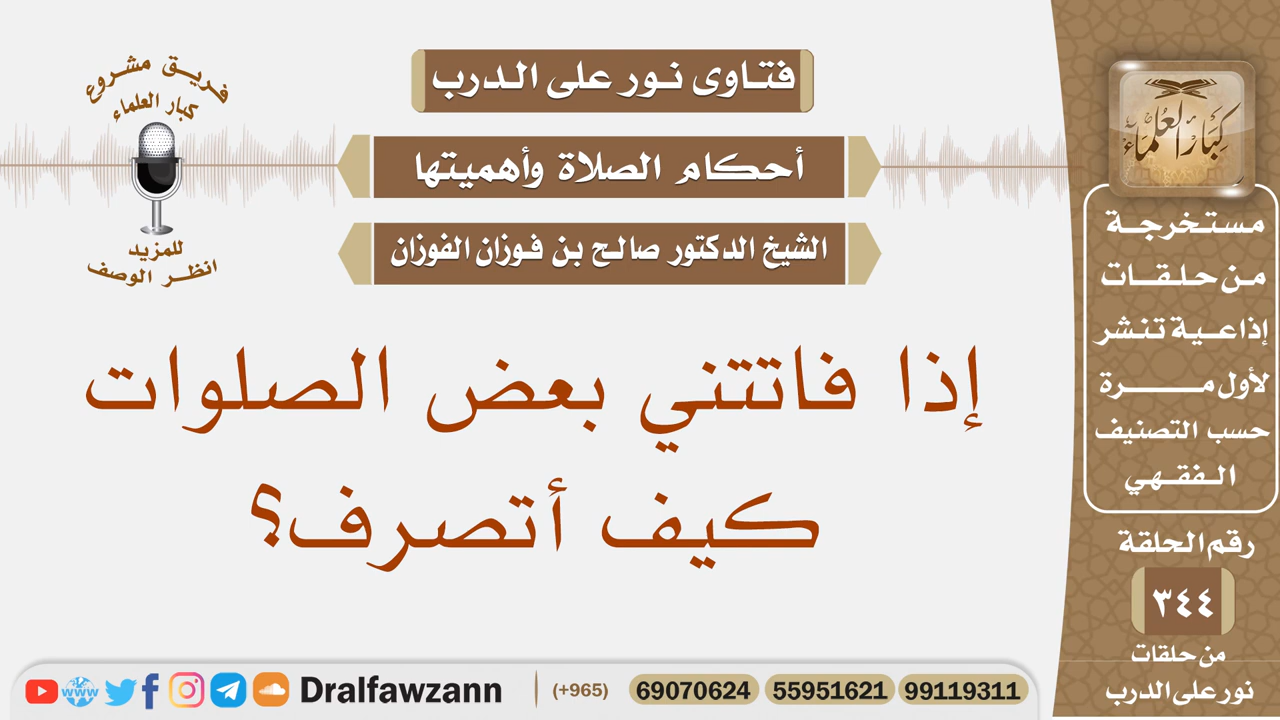 فتاوى نور على الدرب
أحكام الصلاة وأهميتها
الشيخ الدكتور صالح بن فوزان الفوزان
إذا فاتتني بعض الصلوات
كيف أتصرف؟
فريق مشروع
كبار العلماء
للمزيد
انظر الوصف
كبار العلماء
مستخرجة
من حلقات
إذاعية تنشر
لأول مرة
حسب التصنيف
الفقهي
رقم الحلقة
٣٤٤
من حلقات
نور على الدرب
www Dralfawzann (+965) 69070624 55951621 99119311